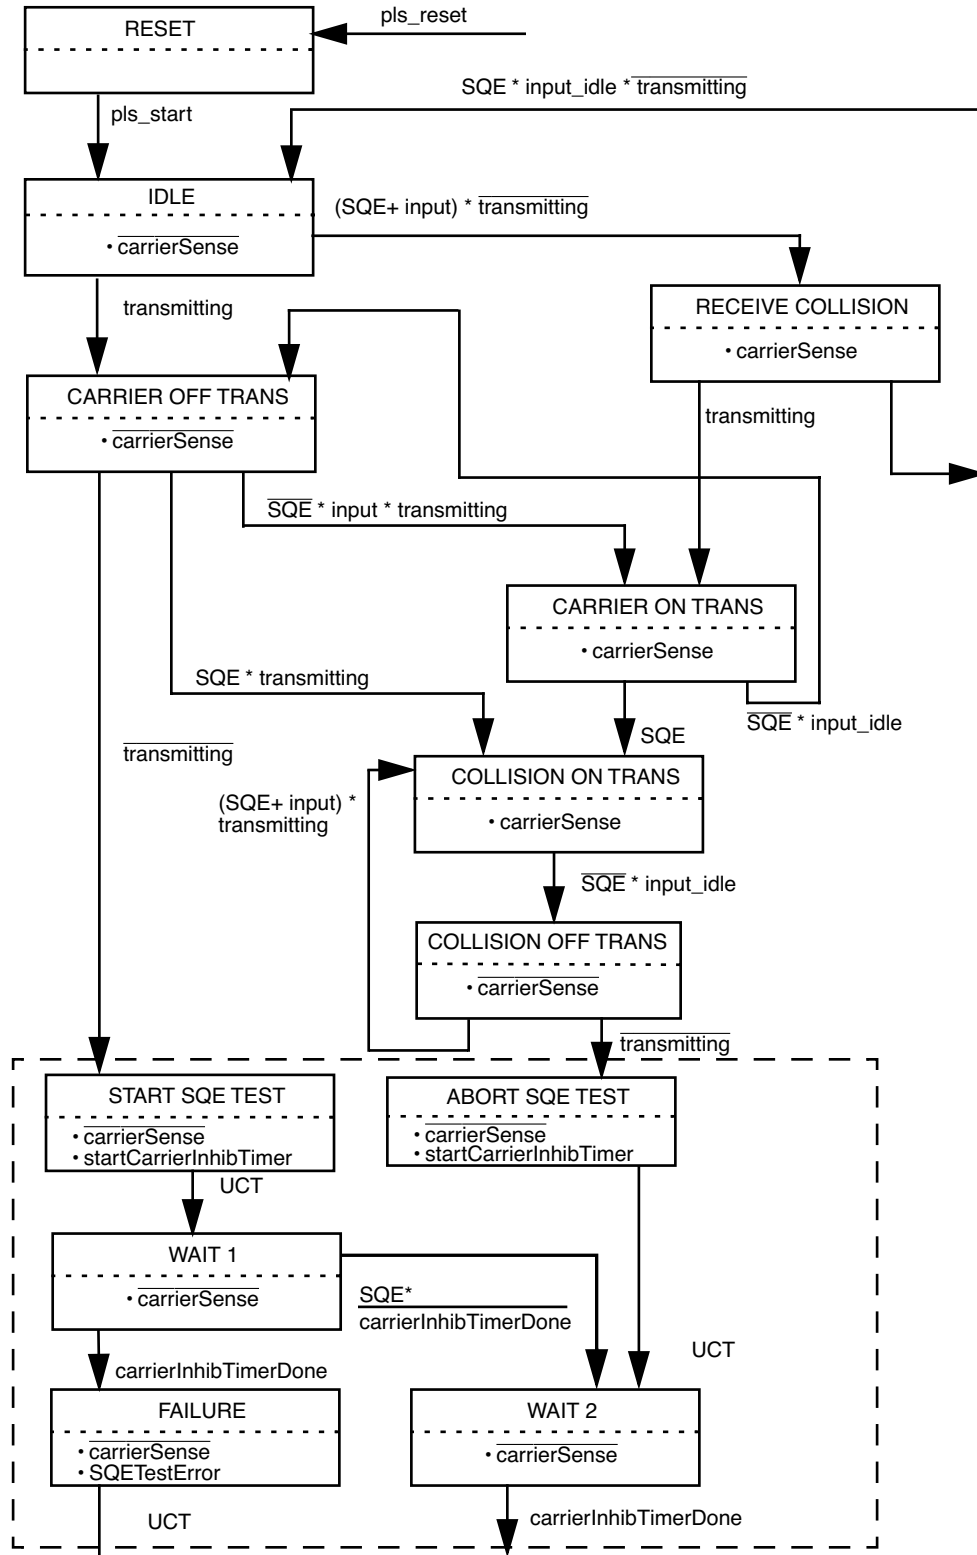 RESET
pls_reset
SQE * input_idle * transmitting
pls_start
IDLE
(SQE+ input) * transmitting
• carrierSense
transmitting
RECEIVE COLLISION
• carrierSense
CARRIER OFF TRANS
• carrierSense
transmitting
SQE * input * transmitting
CARRIER ON TRANS
• carrierSense
SQE * transmitting
SQE * input_idle
SQE
transmitting
COLLISION ON TRANS
(SQE+ input) *
transmitting
• carrierSense
SQE * input_idle
COLLISION OFF TRANS
• carrierSense
transmitting
START SQE TEST
• carrierSense
• startCarrierInhibTimer
ABORT SQE TEST
• carrierSense
• startCarrierInhibTimer
UCT
WAIT 1
• carrierSense
SQE*
carrierInhibTimerDone
UCT
carrierInhibTimerDone
FAILURE
• carrierSense
• SQETestError
WAIT 2
• carrierSense
UCT
carrierInhibTimerDone